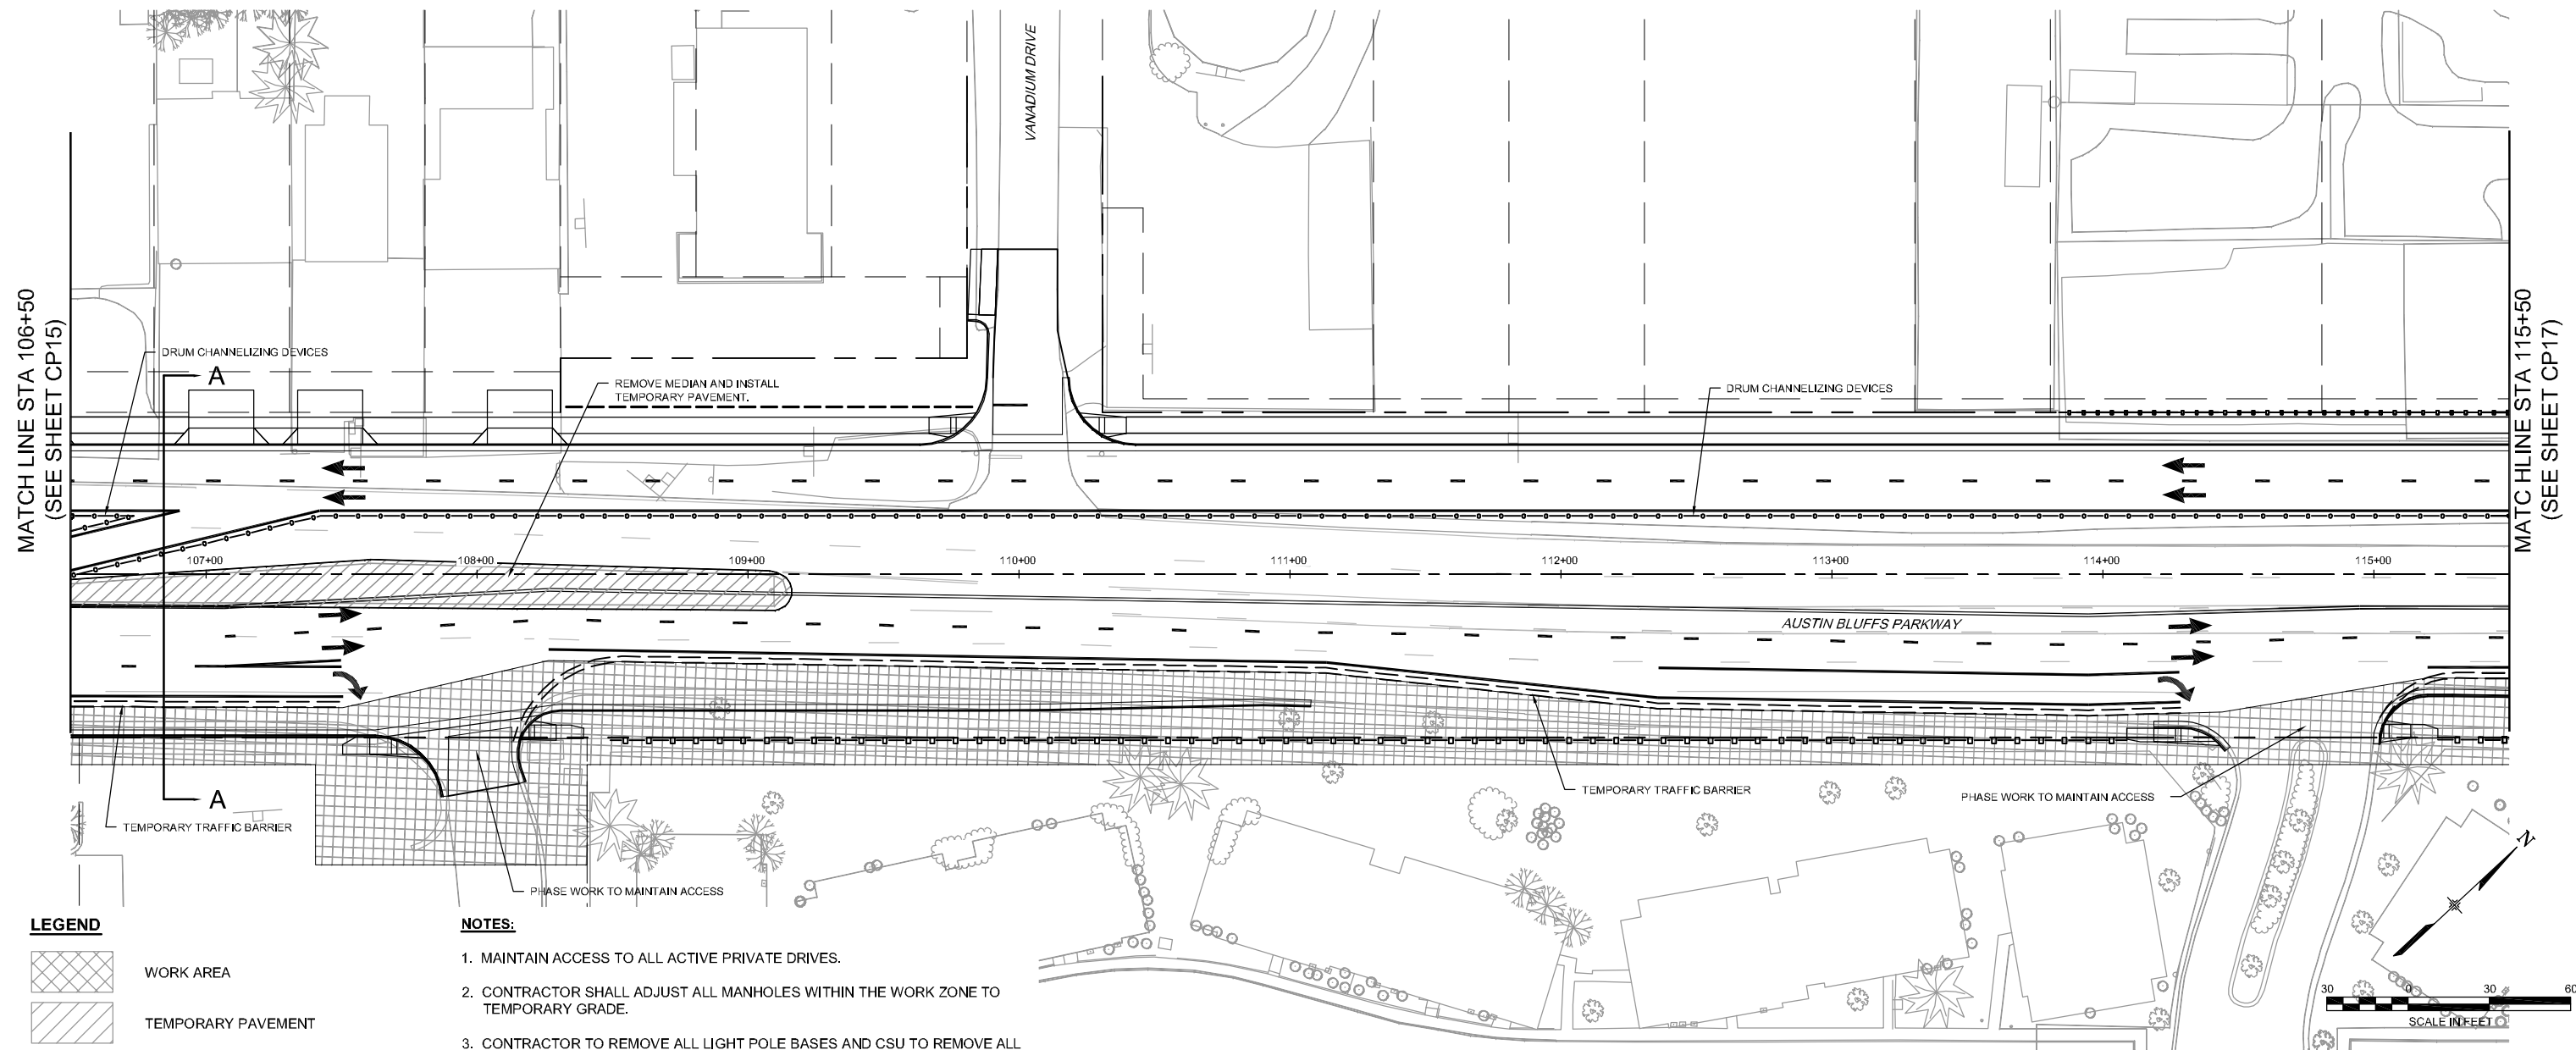 VANADIUM DRIVE
MATCH LINE STA 106+50
(SEE SHEET CP15)
DRUM CHANNELIZING DEVICES
A
REMOVE MEDIAN AND INSTALL
TEMPORARY PAVEMENT.
DRUM CHANNELIZING DEVICES
MATC HLINE STA 115+50
(SEE SHEET CP17)
107+00
108+00
109+00
110+00
111+00
112+00
113+00
114+00
115+00
AUSTIN BLUFFS PARKWAY
A
TEMPORARY TRAFFIC BARRIER
TEMPORARY TRAFFIC BARRIER
PHASE WORK TO MAINTAIN ACCESS
PHASE WORK TO MAINTAIN ACCESS
N
LEGEND
WORK AREA
TEMPORARY PAVEMENT
NOTES:
1. MAINTAIN ACCESS TO ALL ACTIVE PRIVATE DRIVES.
2. CONTRACTOR SHALL ADJUST ALL MANHOLES WITHIN THE WORK ZONE TO
TEMPORARY GRADE.
3. CONTRACTOR TO REMOVE ALL LIGHT POLE BASES AND CSU TO REMOVE ALL
30 0 30 60
SCALE IN FEET